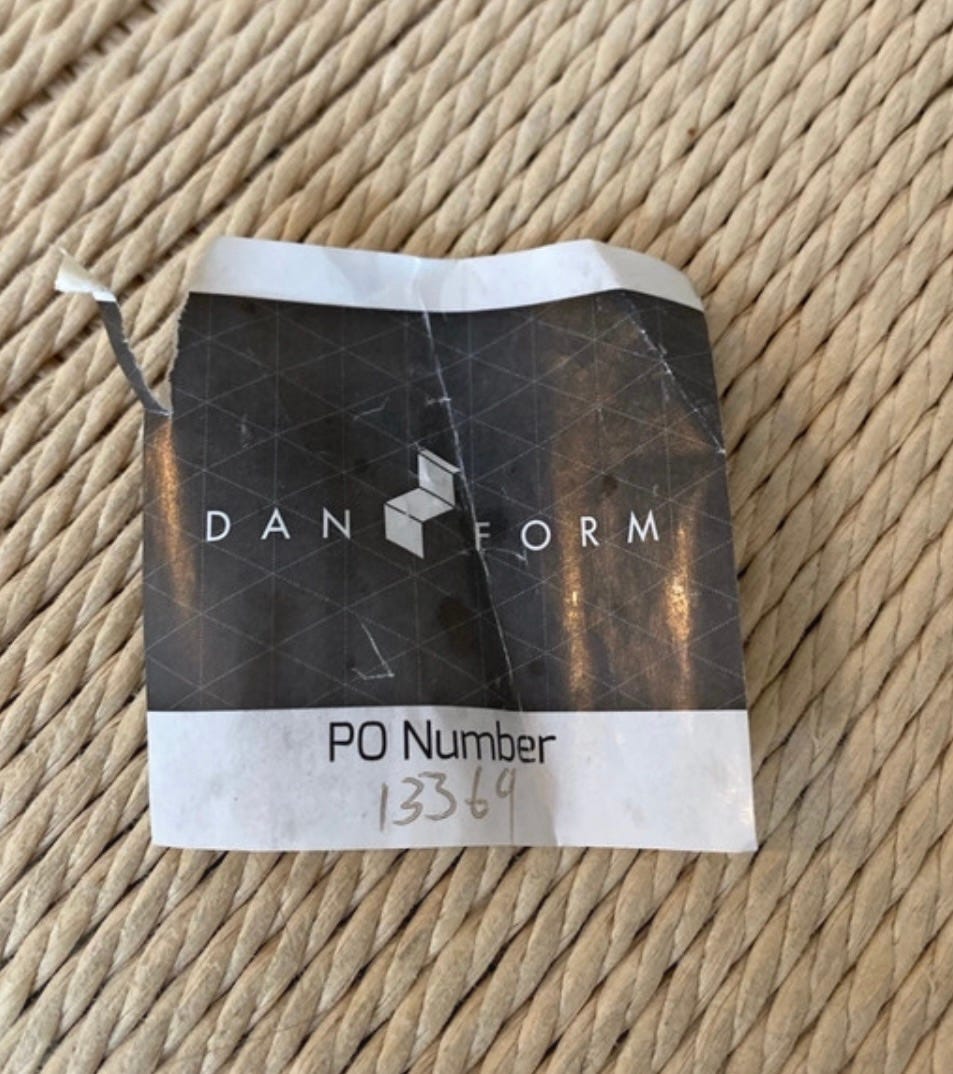 DAN FORM
PO Number
13369